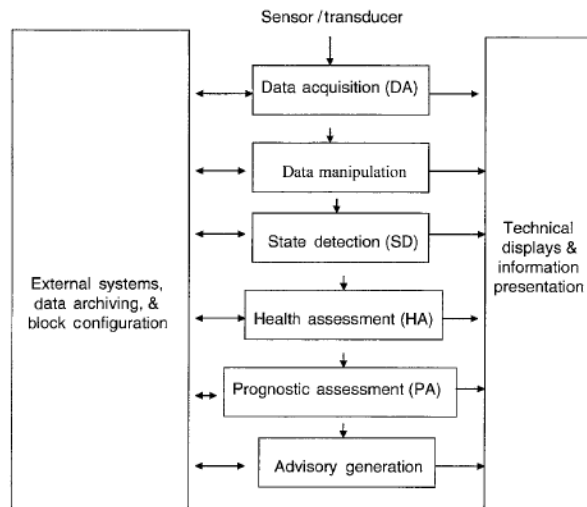 Sensor/transducer
Data acquisition (DA)
Data manipulation
State detection (SD)
Health assessment (HA)
Prognostic assessment (PA)
Advisory generation
External systems,
data archiving, &
block configuration
Technical
displays &
information
presentation